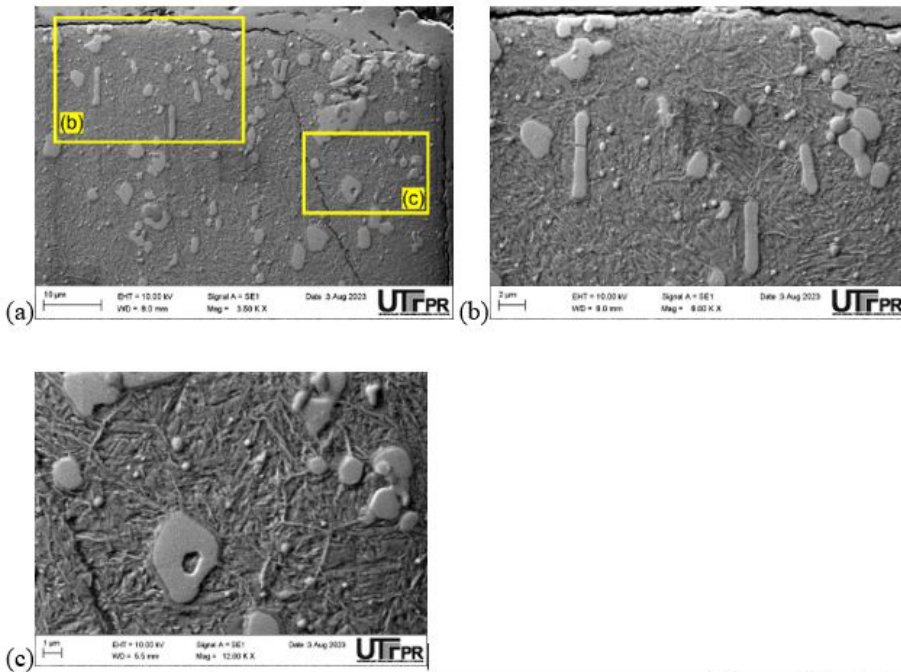 (b)
(c)
10 µm EHT = 10.00 kV Signal A = SE1 Date :3 Aug 2023
WD = 8.0 mm Mag = 3.50 K X UTFPR
(a)
2 µm EHT = 10.00 kV Signal A = SE1 Date :3 Aug 2023
WD = 8.0 mm Mag = 8.00 K X UTFPR
(b)
1 µm EHT = 10.00 kV Signal A = SE1 Date :3 Aug 2023
WD = 6.5 mm Mag = 12.00 K X UTFPR
(c)